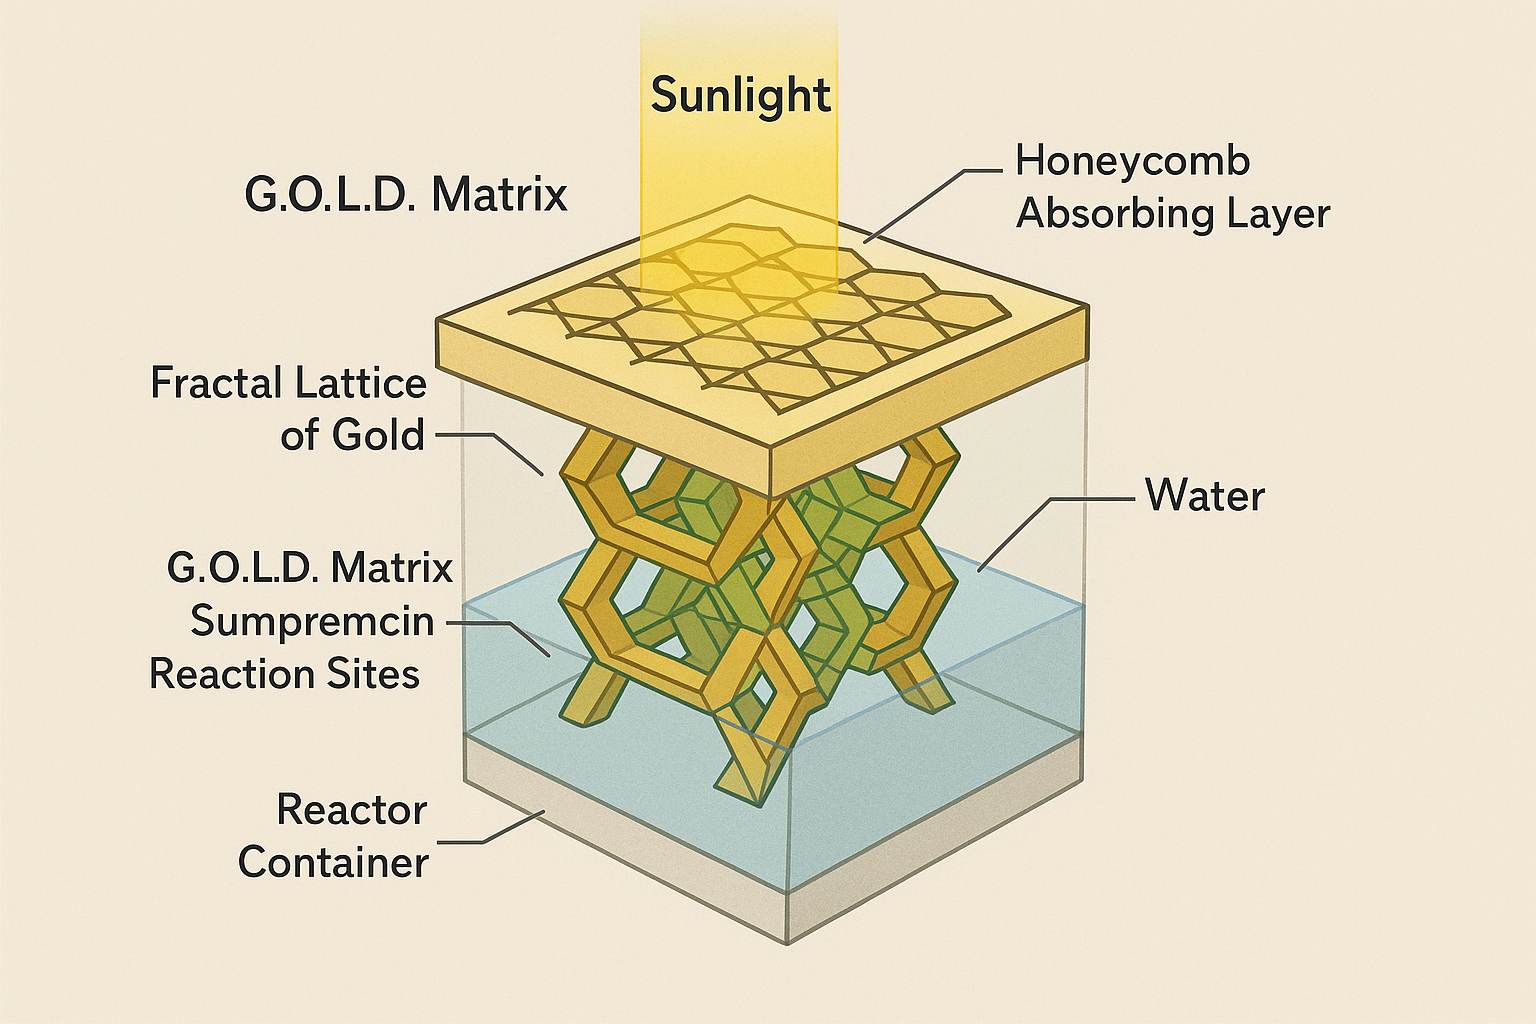 Sunlight
G.O.L.D. Matrix
Honeycomb
Absorbing Layer
Fractal Lattice
of Gold
Water
G.O.L.D. Matrix
Sumpremcin
Reaction Sites
Reactor
Container